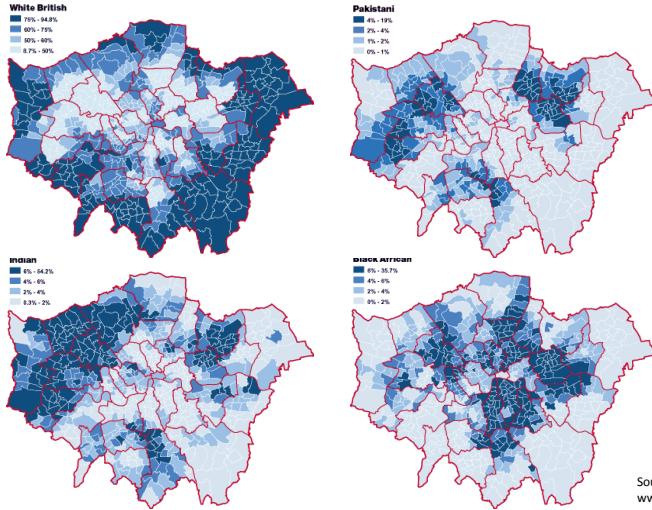 White British
75% - 94.8%
60% - 75%
50% - 60%
8.7% - 50%
Pakistani
4% - 19%
2% - 4%
1% - 2%
0% - 1%
Indian
6% - 54.2%
4% - 6%
2% - 4%
0.3% - 2%
Black African
6% - 35.7%
4% - 6%
2% - 4%
0% - 2%
Sou
ww